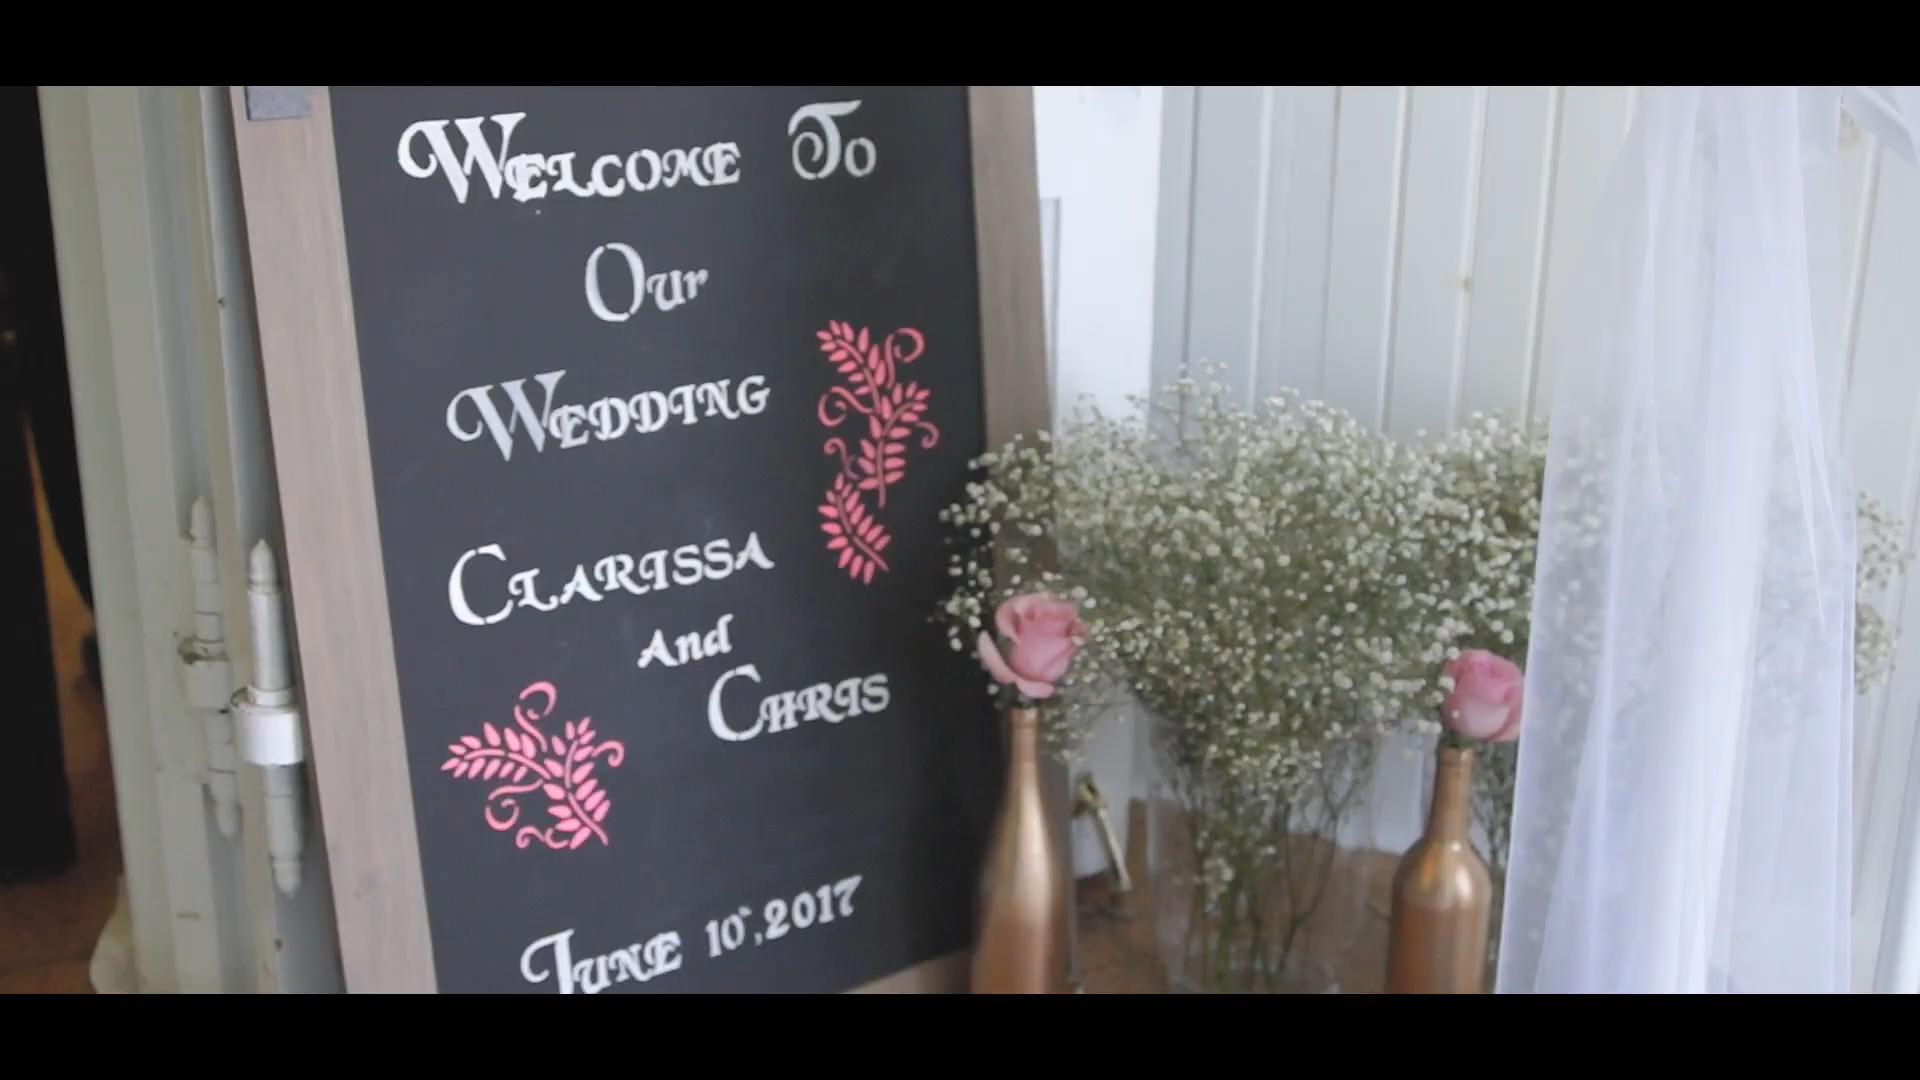 Welcome To
Our
Wedding
Clarissa
And
Chris
June 10, 2017